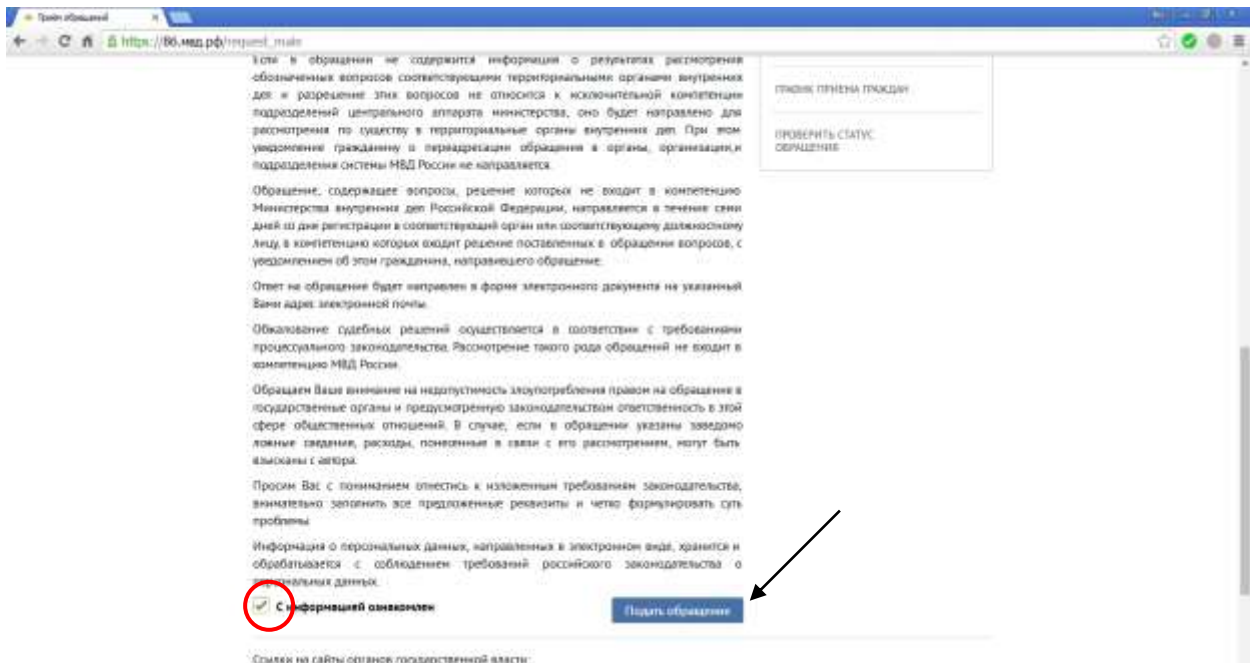 Приём обращений
https://86.мвд.рф/request_main
Если в обращении не содержится информация о результатах рассмотрения
обозначенных вопросов соответствующими территориальными органами внутренних
дел и разрешение этих вопросов не относится к исключительной компетенции
подразделений центрального аппарата министерства, оно будет направлено для
рассмотрения по существу в территориальные органы внутренних дел. При этом
уведомление гражданину о переадресации обращения в органы, организации,и
подразделения системы МВД России не направляется.
Обращение, содержащее вопросы, решение которых не входит в компетенцию
Министерства внутренних дел Российской Федерации, направляется в течение семи
дней со дня регистрации в соответствующий орган или соответствующему должностному
лицу, в компетенцию которых входит решение поставленных в обращении вопросов, с
уведомлением об этом гражданина, направившего обращение.
Ответ на обращение будет направлен в форме электронного документа на указанный
Вами адрес электронной почты.
Обжалование судебных решений осуществляется в соответствии с требованиями
процессуального законодательства. Рассмотрение такого рода обращений не входит в
компетенцию МВД России.
Обращаем Ваше внимание на недопустимость злоупотребления правом на обращение в
государственные органы и предусмотренную законодательством ответственность в этой
сфере общественных отношений. В случае, если в обращении указаны заведомо
ложные сведения, расходы, понесенные в связи с его рассмотрением, могут быть
взысканы с автора.
Просим Вас с пониманием отнестись к изложенным требованиям законодательства,
внимательно заполнить все предложенные реквизиты и четко формулировать суть
проблемы.
Информация о персональных данных, направленных в электронном виде, хранится и
обрабатывается с соблюдением требований российского законодательства о
персональных данных.
С информацией ознакомлен
Подать обращение
Ссылки на сайты органов государственной власти:
ГРАФИК ПРИЕМА ГРАЖДАН
ПРОВЕРИТЬ СТАТУС
ОБРАЩЕНИЯ